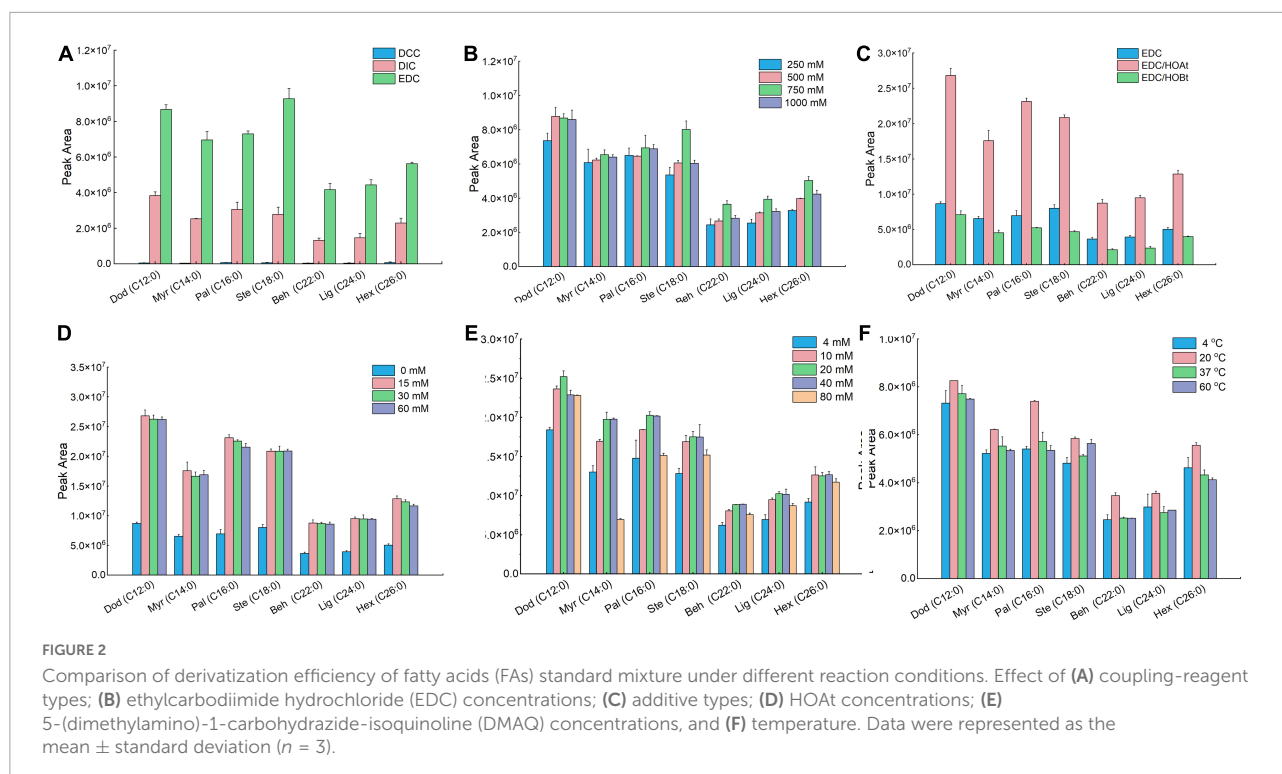 A
Peak Area
1.2×10⁷
1.0×10⁷
8.0×10⁶
6.0×10⁶
4.0×10⁶
2.0×10⁶
0.0
DCC
DIC
EDC
Dod (C12:0)
Myr (C14:0)
Pal (C16:0)
Ste (C18:0)
Beh (C22:0)
Lig (C24:0)
Hex (C26:0)
B
Peak Area
1.2×10⁷
1.0×10⁷
8.0×10⁶
6.0×10⁶
4.0×10⁶
2.0×10⁶
0.0
250 mM
500 mM
750 mM
1000 mM
Dod (C12:0)
Myr (C14:0)
Pal (C16:0)
Ste (C18:0)
Beh (C22:0)
Lig (C24:0)
Hex (C26:0)
C
Peak Area
3.0×10⁷
2.5×10⁷
2.0×10⁷
1.5×10⁷
1.0×10⁷
5.0×10⁶
0.0
EDC
EDC/HOAt
EDC/HOBt
Dod (C12:0)
Myr (C14:0)
Pal (C16:0)
Ste (C18:0)
Beh (C22:0)
Lig (C24:0)
Hex (C26:0)
D
Peak Area
3.5×10⁷
3.0×10⁷
2.5×10⁷
2.0×10⁷
1.5×10⁷
1.0×10⁷
5.0×10⁶
0.0
0 mM
15 mM
30 mM
60 mM
Dod (C12:0)
Myr (C14:0)
Pal (C16:0)
Ste (C18:0)
Beh (C22:0)
Lig (C24:0)
Hex (C26:0)
E
4 mM
10 mM
20 mM
40 mM
80 mM
0.0
Dod (C12:0)
Myr (C14:0)
Pal (C16:0)
Ste (C18:0)
Beh (C22:0)
Lig (C24:0)
Hex (C26:0)
F
Peak Area
1.0×10⁷
8.0×10⁶
6.0×10⁶
4.0×10⁶
2.0×10⁶
0.0
4 °C
20 °C
37 °C
60 °C
Dod (C12:0)
Myr (C14:0)
Pal (C16:0)
Ste (C18:0)
Beh (C22:0)
Lig (C24:0)
Hex (C26:0)
FIGURE 2
Comparison of derivatization efficiency of fatty acids (FAs) standard mixture under different reaction conditions. Effect of (A) coupling-reagent
types; (B) ethylcarbodiimide hydrochloride (EDC) concentrations; (C) additive types; (D) HOAt concentrations; (E)
5-(dimethylamino)-1-carbohydrazide-isoquinoline (DMAQ) concentrations, and (F) temperature. Data were represented as the
mean ± standard deviation (n = 3).